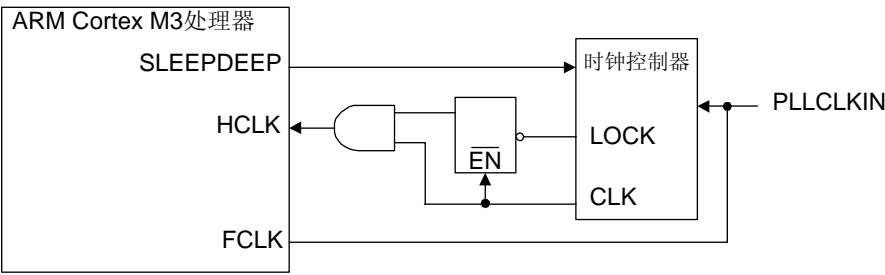 ARM Cortex M3处理器
SLEEPDEEP
时钟控制器
PLLCLKIN
HCLK
LOCK
EN
CLK
FCLK